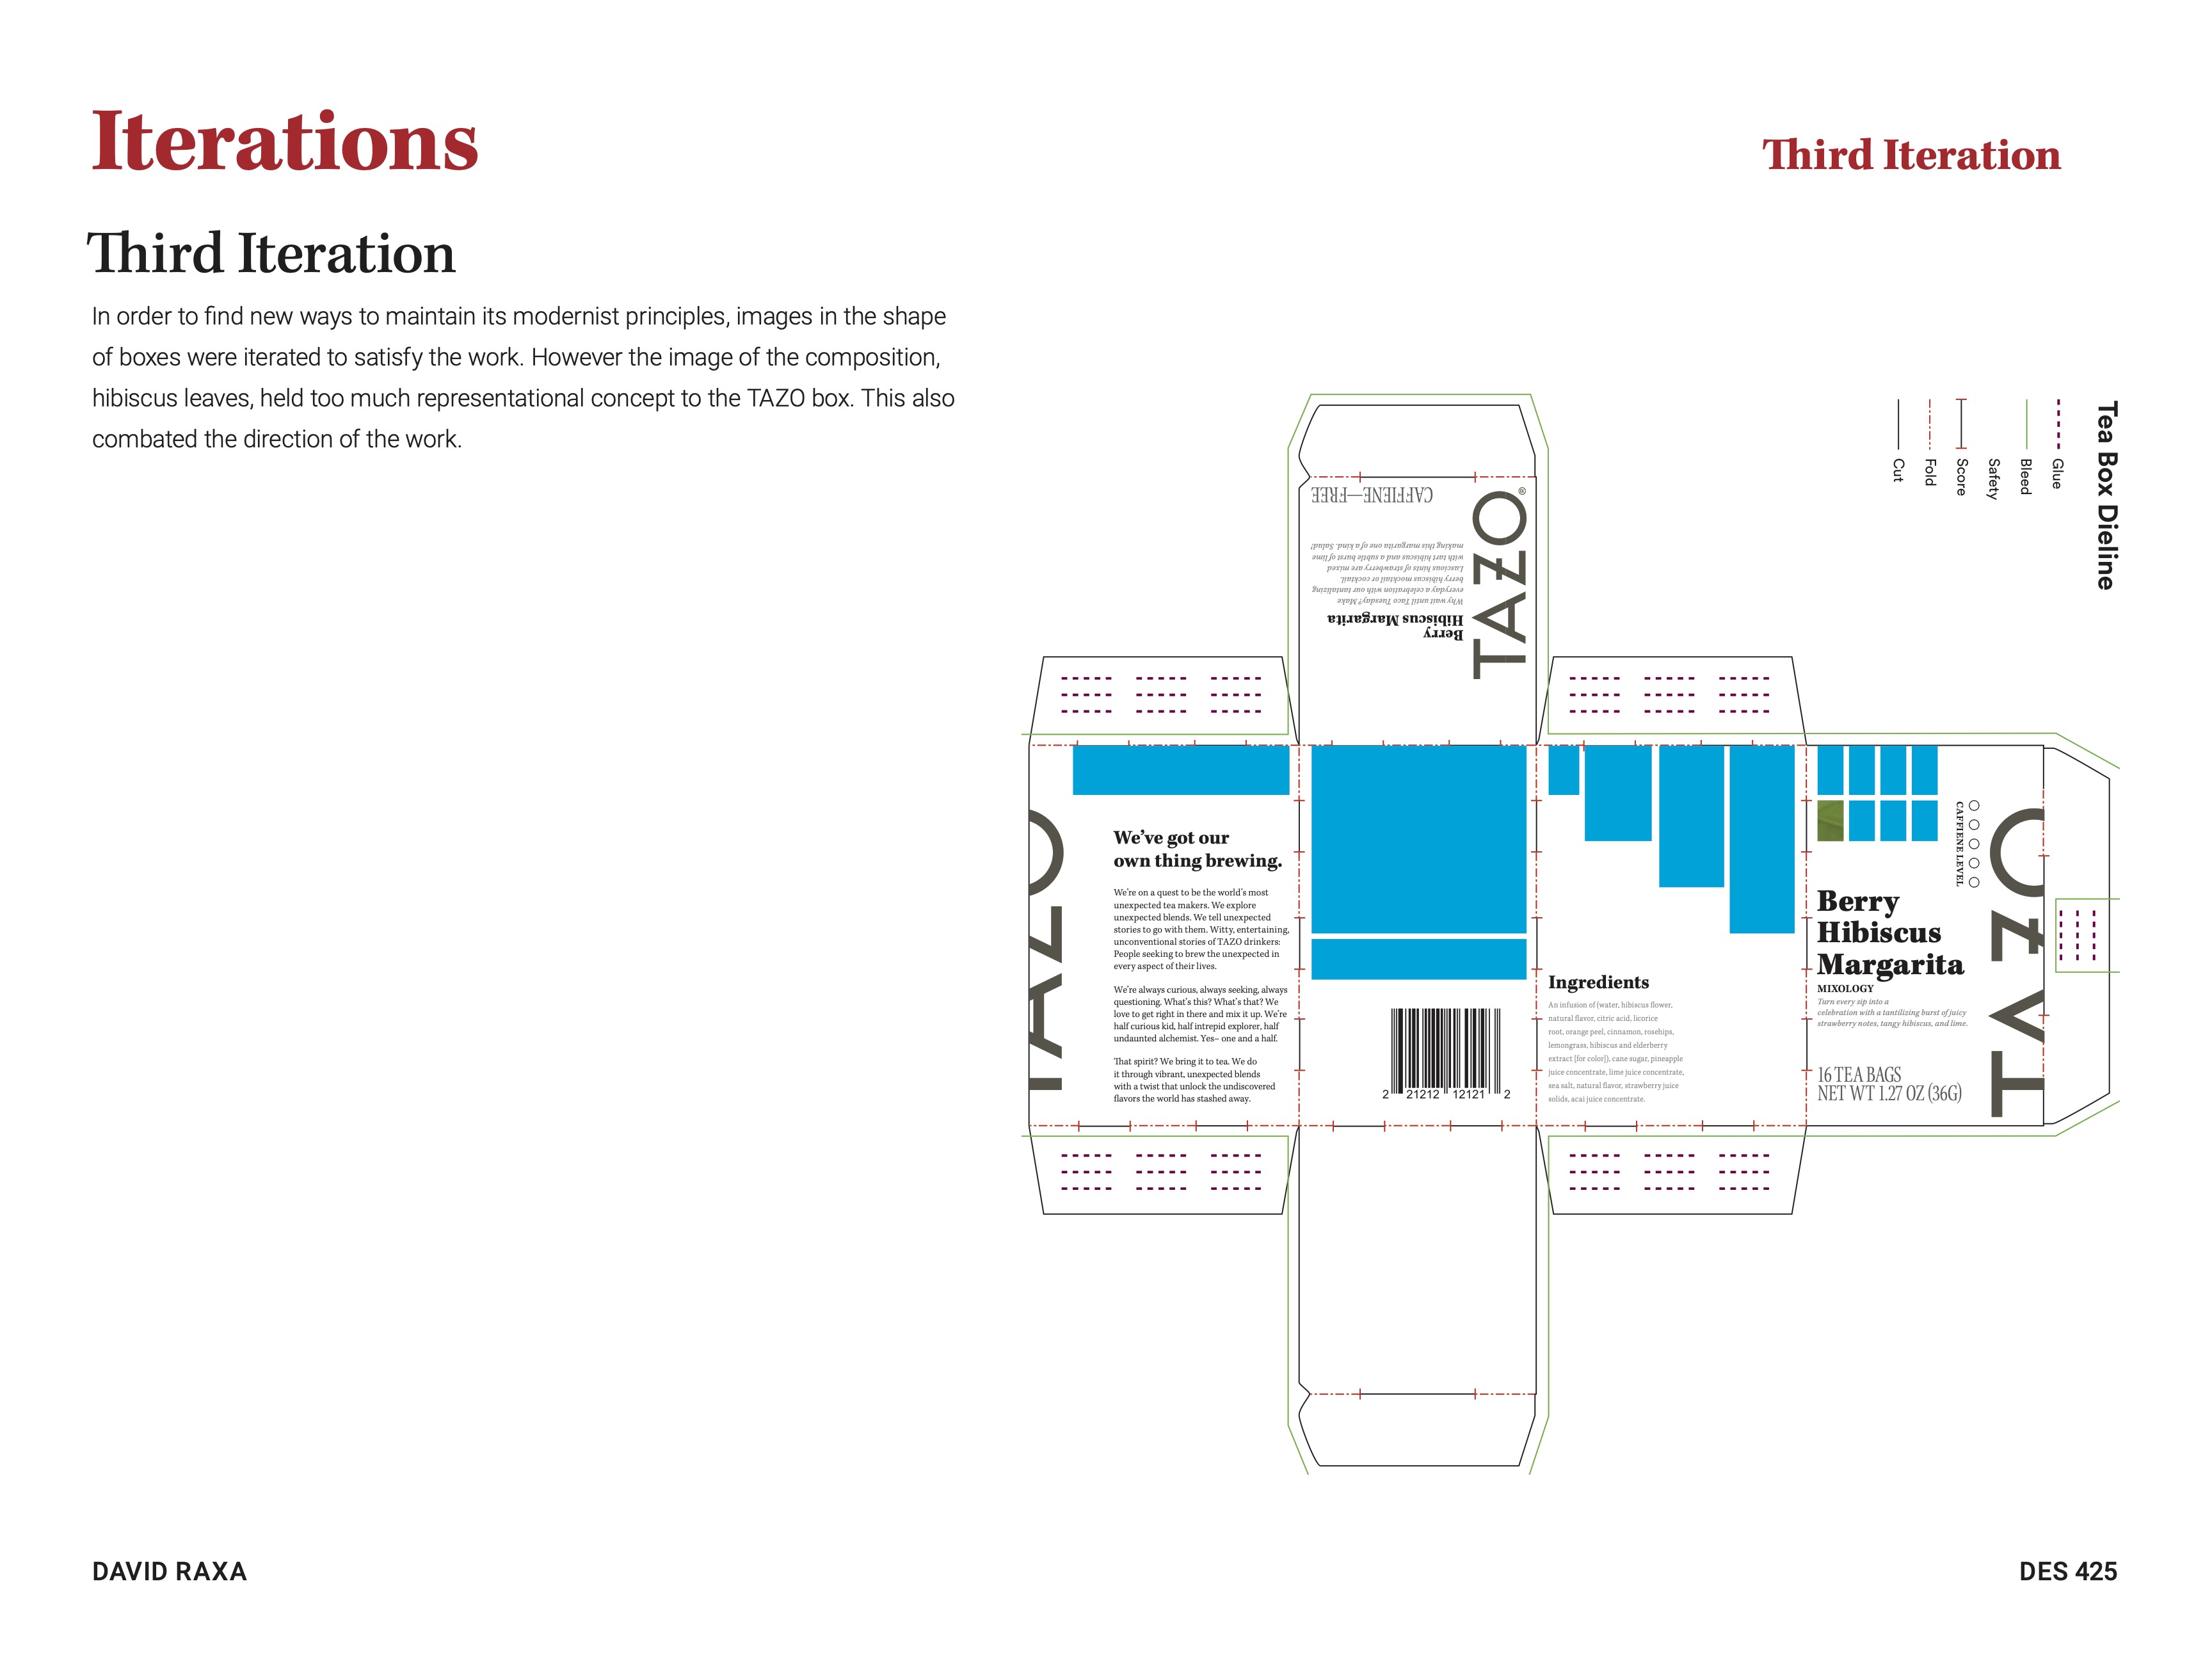 Iterations
Third Iteration
Third Iteration
In order to find new ways to maintain its modernist principles, images in the shape
of boxes were iterated to satisfy the work. However the image of the composition,
hibiscus leaves, held too much representational concept to the TAZO box. This also
combated the direction of the work.
Tea Box Dieline
Glue
Bleed
Safety
Score
Fold
Cut
TAZO®
Berry
Hibiscus Margarita
Why wait until Taco Tuesday? Make
everyday a celebration with our tantalizing
berry hibiscus mocktail or cocktail.
Luscious hints of strawberry are mixed
with tart hibiscus and a subtle burst of lime
making this margarita one of a kind. Salud!
CAFFIENE—FREE
TAZO
We've got our
own thing brewing.
We're on a quest to be the world's most
unexpected tea makers. We explore
unexpected blends. We tell unexpected
stories to go with them. Witty, entertaining,
unconventional stories of TAZO drinkers:
People seeking to brew the unexpected in
every aspect of their lives.
We're always curious, always seeking, always
questioning. What's this? What's that? We
love to get right in there and mix it up. We're
half curious kid, half intrepid explorer, half
undaunted alchemist. Yes– one and a half.
That spirit? We bring it to tea. We do
it through vibrant, unexpected blends
with a twist that unlock the undiscovered
flavors the world has stashed away.
2 21212 12121 2
Ingredients
An infusion of (water, hibiscus flower,
natural flavor, citric acid, licorice
root, orange peel, cinnamon, rosehips,
lemongrass, hibiscus and elderberry
extract [for color]), cane sugar, pineapple
juice concentrate, lime juice concentrate,
sea salt, natural flavor, strawberry juice
solids, acai juice concentrate.
CAFFIENE LEVEL
Berry
Hibiscus
Margarita
MIXOLOGY
Turn every sip into a
celebration with a tantilizing burst of juicy
strawberry notes, tangy hibiscus, and lime.
16 TEA BAGS
NET WT 1.27 OZ (36G)
TAZO
DAVID RAXA
DES 425